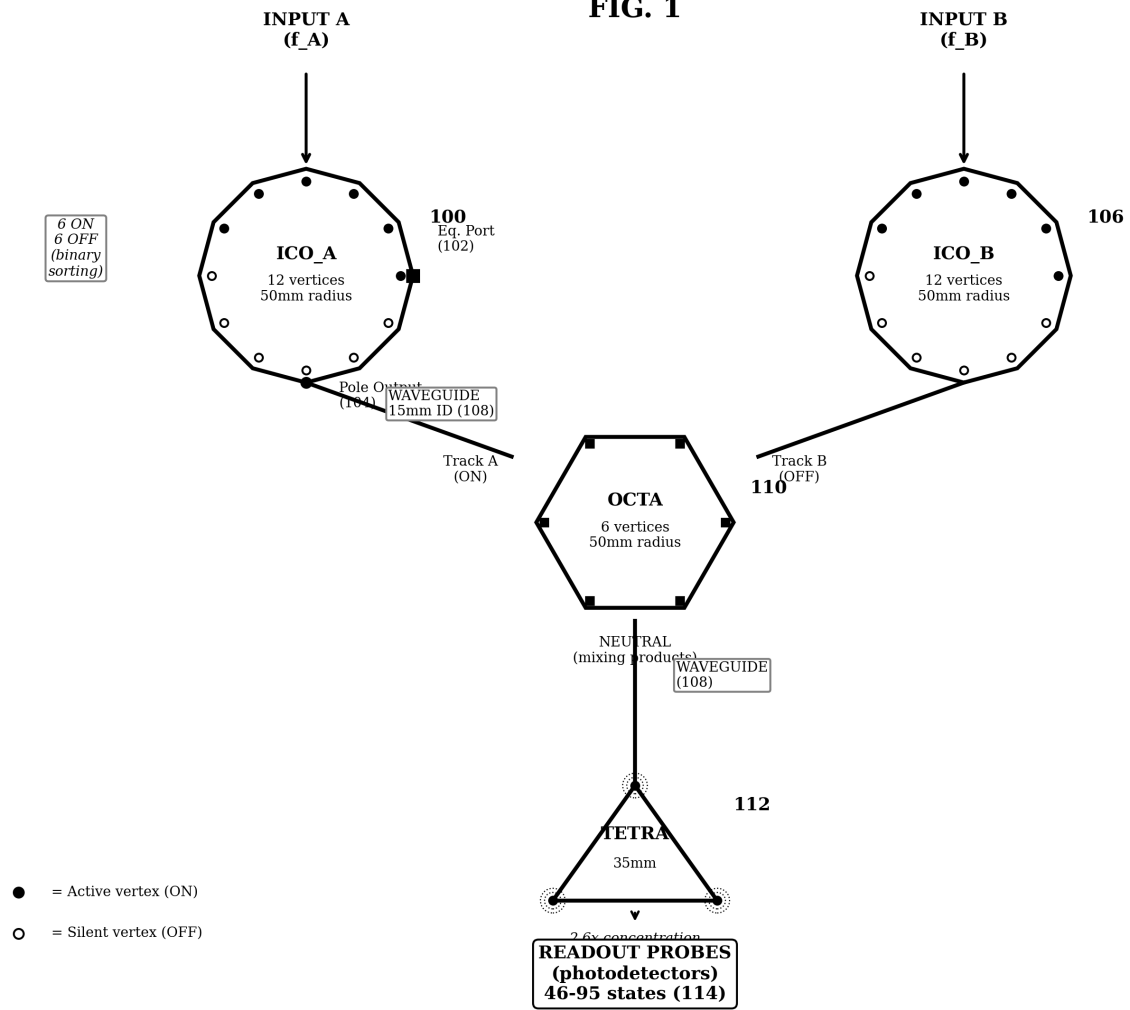 FIG. 1
INPUT A
(f_A)
INPUT B
(f_B)
6 ON
6 OFF
(binary
sorting)
100
Eq. Port
(102)
106
ICO_A
12 vertices
50mm radius
ICO_B
12 vertices
50mm radius
Pole Output
(104)
WAVEGUIDE
15mm ID (108)
Track A
(ON)
Track B
(OFF)
110
OCTA
6 vertices
50mm radius
NEUTRAL
(mixing products)
WAVEGUIDE
(108)
112
TETRA
35mm
= Active vertex (ON)
= Silent vertex (OFF)
2.6x concentration
READOUT PROBES
(photodetectors)
46-95 states (114)